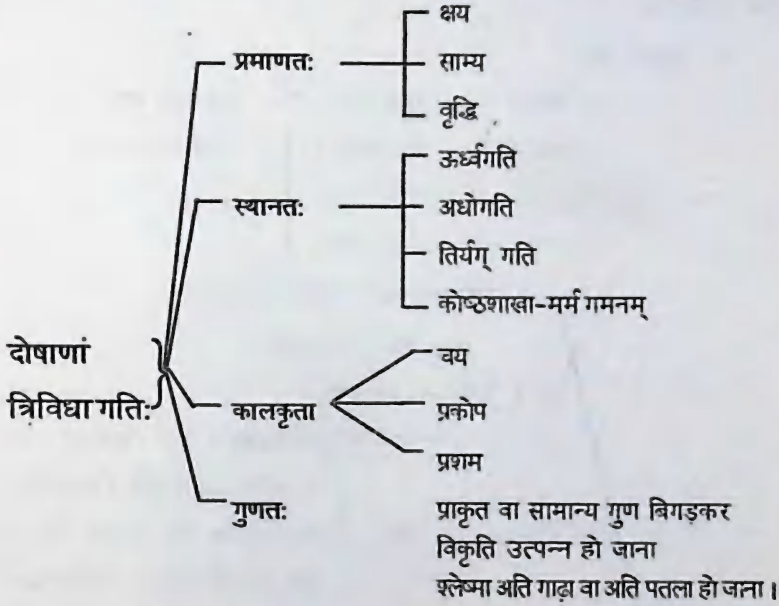 प्रमाणतः
क्षय
साम्य
वृद्धि
स्थानतः
ऊर्ध्वगति
अधोगति
तिर्यग् गति
कोष्ठशाखा-मर्म गमनम्
दोषाणां
त्रिविधा गतिः
कालकृता
चय
प्रकोप
प्रशम
गुणतः
प्राकृत वा सामान्य गुण बिगड़कर
विकृति उत्पन्न हो जाना
श्लेष्मा अति गाढ़ा वा अति पतला हो जाना ।